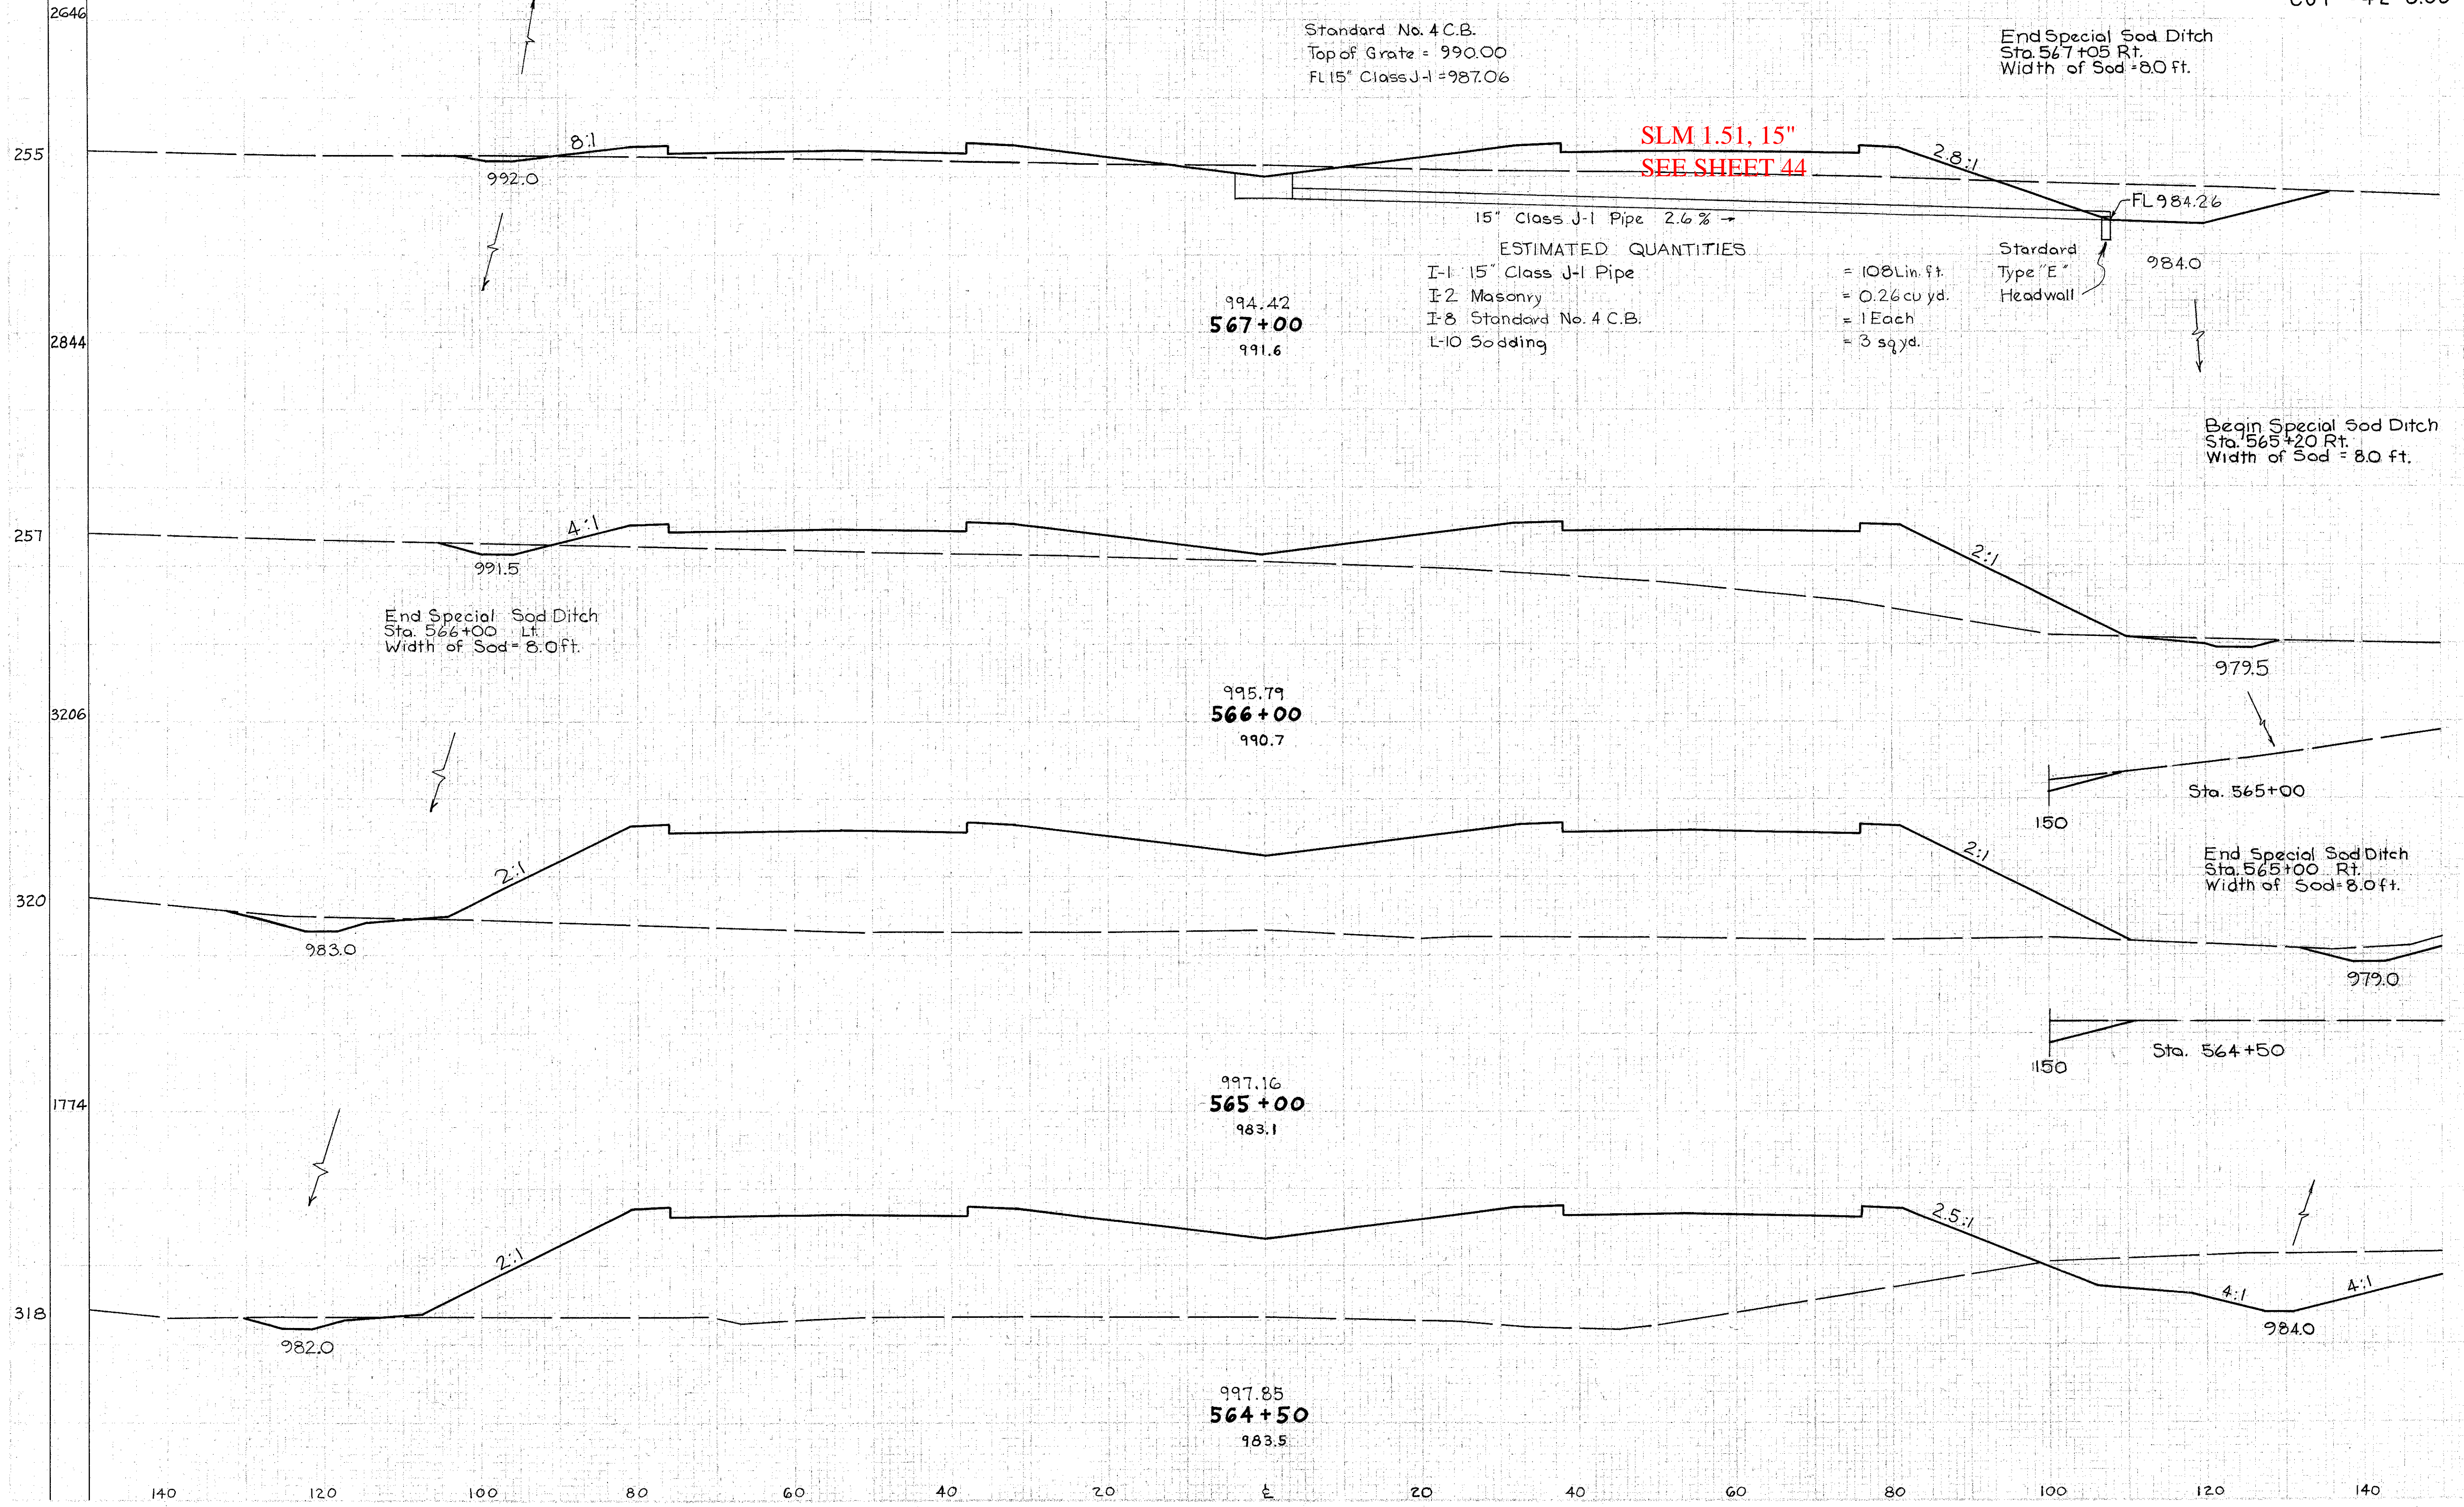 2646
Standard No. 4 C.B.
Top of Grate = 990.00
FL 15" Class J-1 = 987.06
End Special Sod Ditch
Sta. 567+05 Rt.
Width of Sod = 8.0 ft.
255
8:1
992.0
SLM 1.51, 15"
SEE SHEET 44
2.8:1
FL 984.26
15" Class J-1 Pipe 2.6% →
ESTIMATED QUANTITIES
I-1 15" Class J-1 Pipe = 108 Lin. ft.
I-2 Masonry = 0.26 cu yd.
I-8 Standard No. 4 C.B. = 1 Each
L-10 Sodding = 3 sq yd.
Stardard
Type "E"
Headwall
984.0
994.42
567+00
991.6
2844
Begin Special Sod Ditch
Sta. 565+20 Rt.
Width of Sod = 8.0 ft.
257
4:1
991.5
2:1
979.5
End Special Sod Ditch
Sta. 566+00 Lt.
Width of Sod = 8.0 ft.
995.79
566+00
990.7
3206
Sta. 565+00
150
320
2:1
983.0
2:1
End Special Sod Ditch
Sta. 565+00 Rt.
Width of Sod = 8.0 ft.
979.0
Sta. 564+50
150
997.16
565+00
983.1
1774
318
2:1
982.0
2.5:1
4:1
4:1
984.0
997.85
564+50
983.5
140 120 100 80 60 40 20 ℄ 20 40 60 80 100 120 140